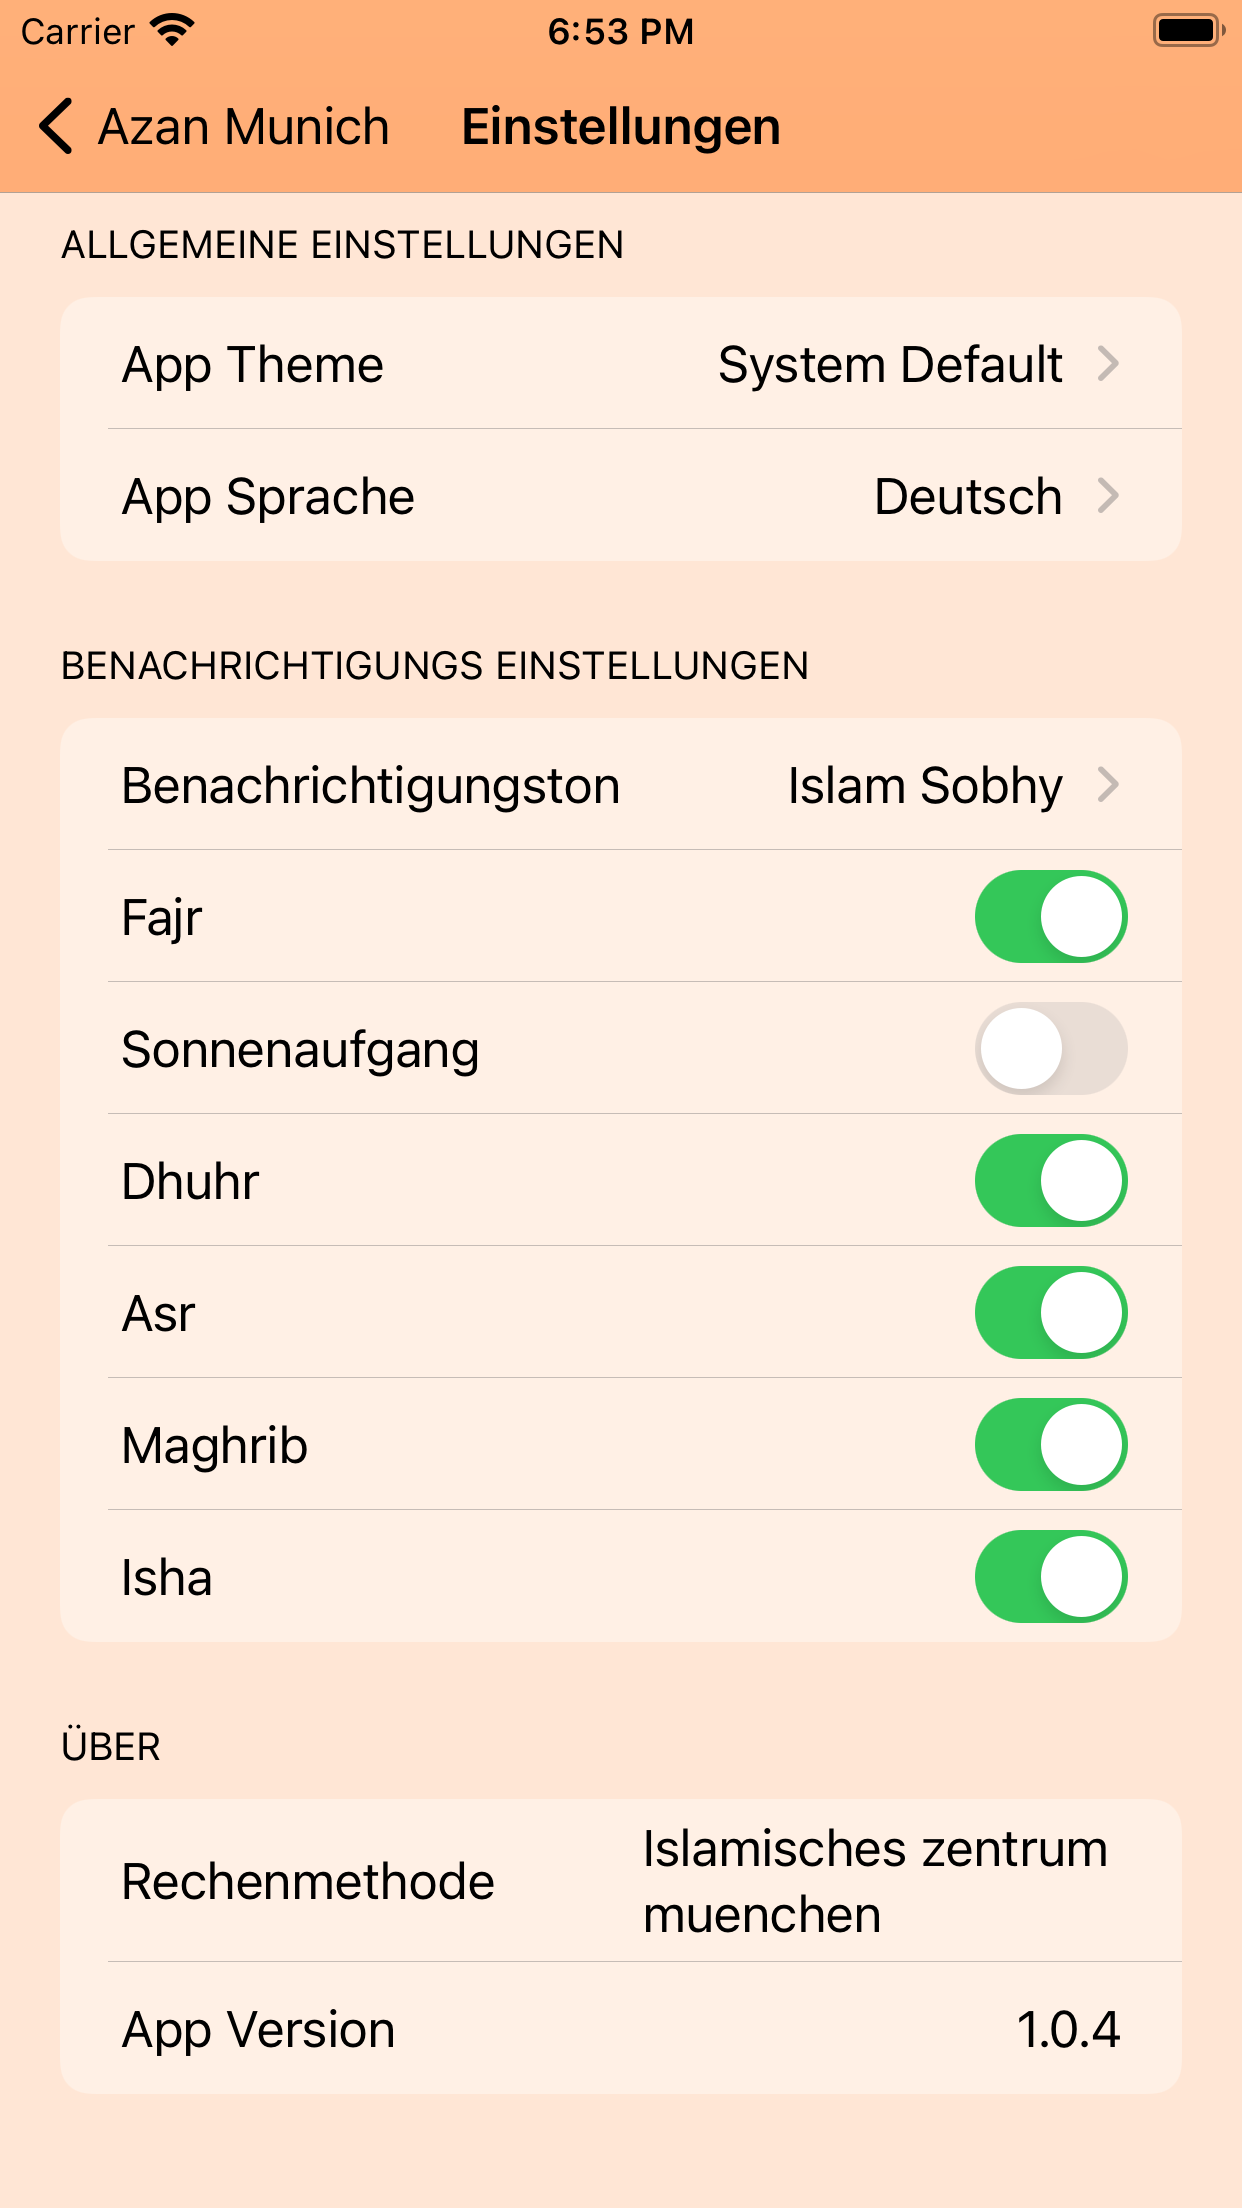 Carrier 6:53 PM
Azan Munich Einstellungen
ALLGEMEINE EINSTELLUNGEN
App Theme System Default
App Sprache Deutsch
BENACHRICHTIGUNGS EINSTELLUNGEN
Benachrichtigungston Islam Sobhy
Fajr
Sonnenaufgang
Dhuhr
Asr
Maghrib
Isha
ÜBER
Rechenmethode Islamisches zentrum
muenchen
App Version 1.0.4